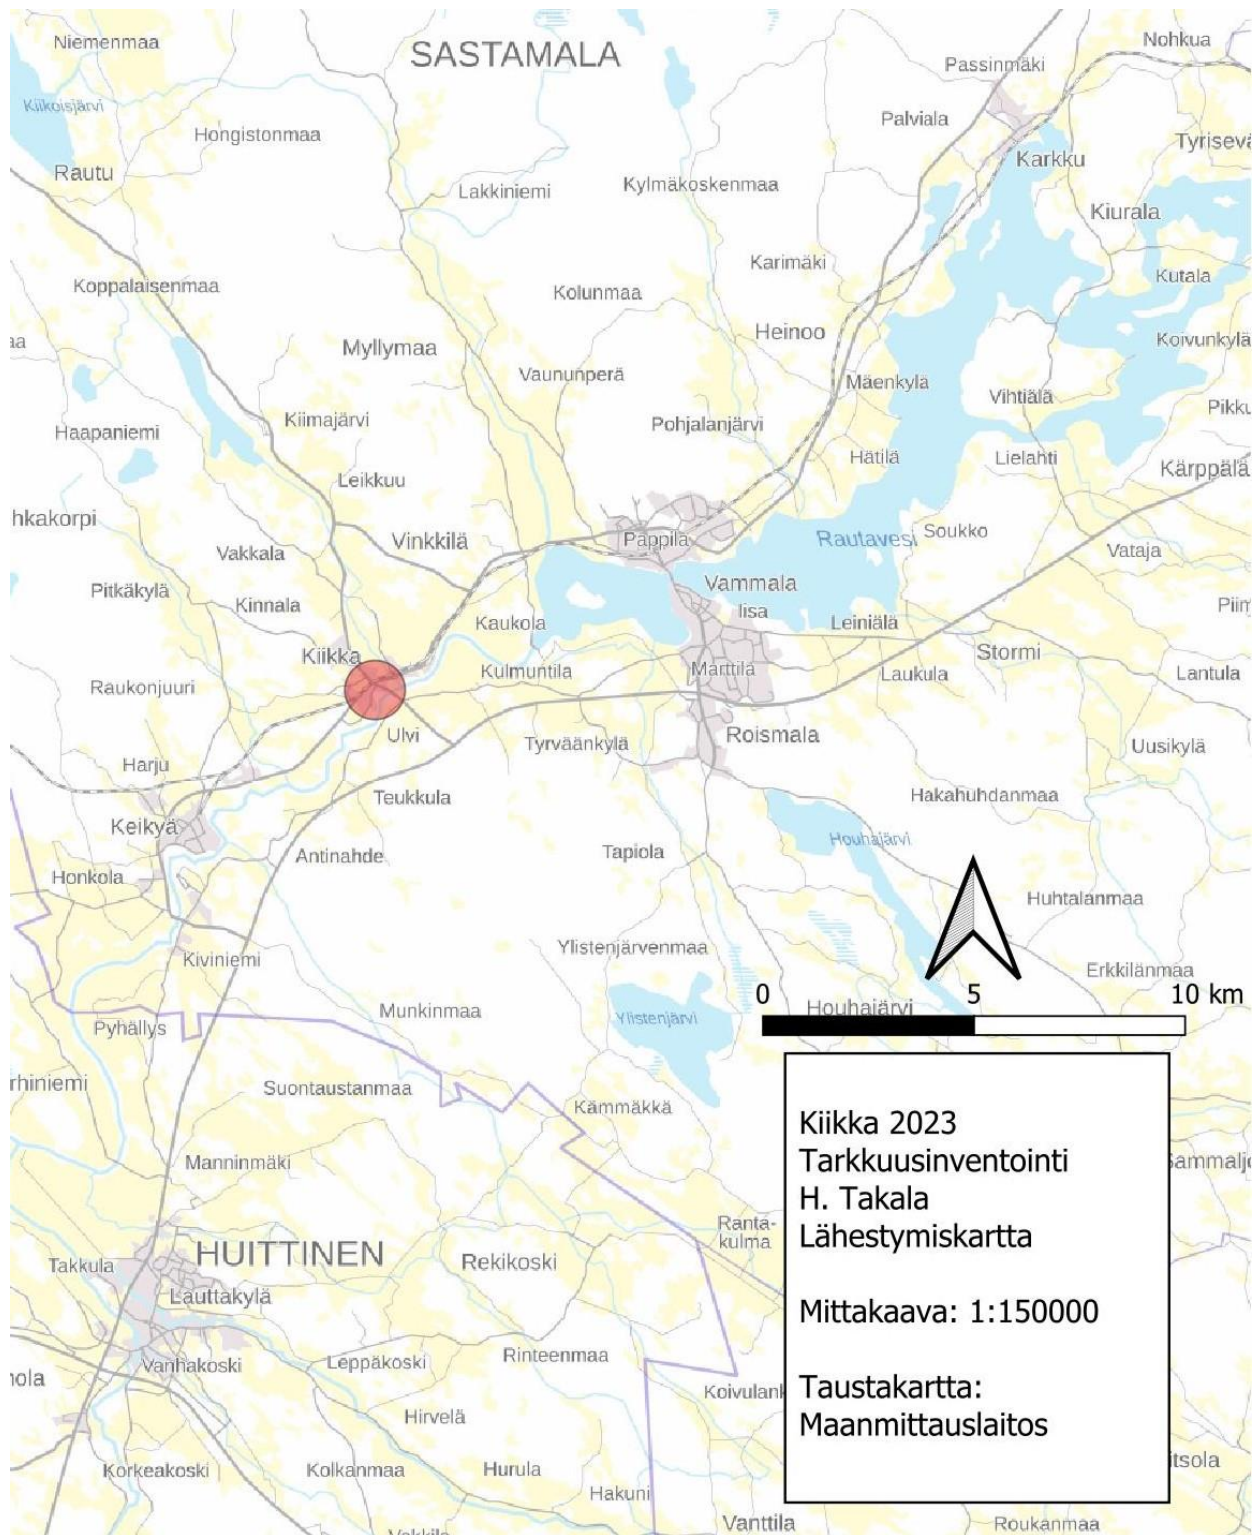 Niemenmaa
SASTAMALA
Nohkua
Passinmäki
Kiikoisjärvi
Palviala
Hongistonmaa
Tyrisevä
Karkku
Rautu
Kylmäkoskenmaa
Lakkiniemi
Kiurala
Karimäki
Kutala
Koppalaisenmaa
Kolunmaa
Heinoo
aa
Koivunkylä
Myllymaa
Vaununperä
Mäenkylä
Vihtiälä
Pikku
Kiimajärvi
Pohjalanjärvi
Haapaniemi
Hätilä
Lielahti
Kärppälä
Leikkuu
hkakorpi
Soukko
Rautavesi
Pappila
Vinkkilä
Vakkala
Vataja
Vammala
Pitkäkylä
Kinnala
Iisa
Kaukola
Leiniälä
Kiikka
Stormi
Kulmuntila
Marttila
Laukula
Lantula
Raukonjuuri
Ulvi
Tyrväänkylä
Roismala
Uusikylä
Harju
Teukkula
Hakahuhdanmaa
Keikyä
Houhajärvi
Antinahde
Tapiola
Honkola
Huhtalanmaa
Ylistenjärvenmaa
Kiviniemi
Erkkilänmaa
0 5 10 km
Houhajärvi
Munkinmaa
Ylistenjärvi
Pyhällys
rhiniemi
Suontaustanmaa
Kämmäkkä
Kiikka 2023
Tarkkuusinventointi
H. Takala
Lähestymiskartta
Mittakaava: 1:150000
Taustakartta:
Maanmittauslaitos
Manninmäki
Ranta-
kulma
HUITTINEN
Takkula
Rekikoski
Lauttakylä
Vanhakoski
Leppäkoski
Rinteenmaa
Koivulank
Hirvelä
Korkeakoski
Kolkanmaa
Hurula
itsola
Hakuni
Vanttila
Roukanmaa